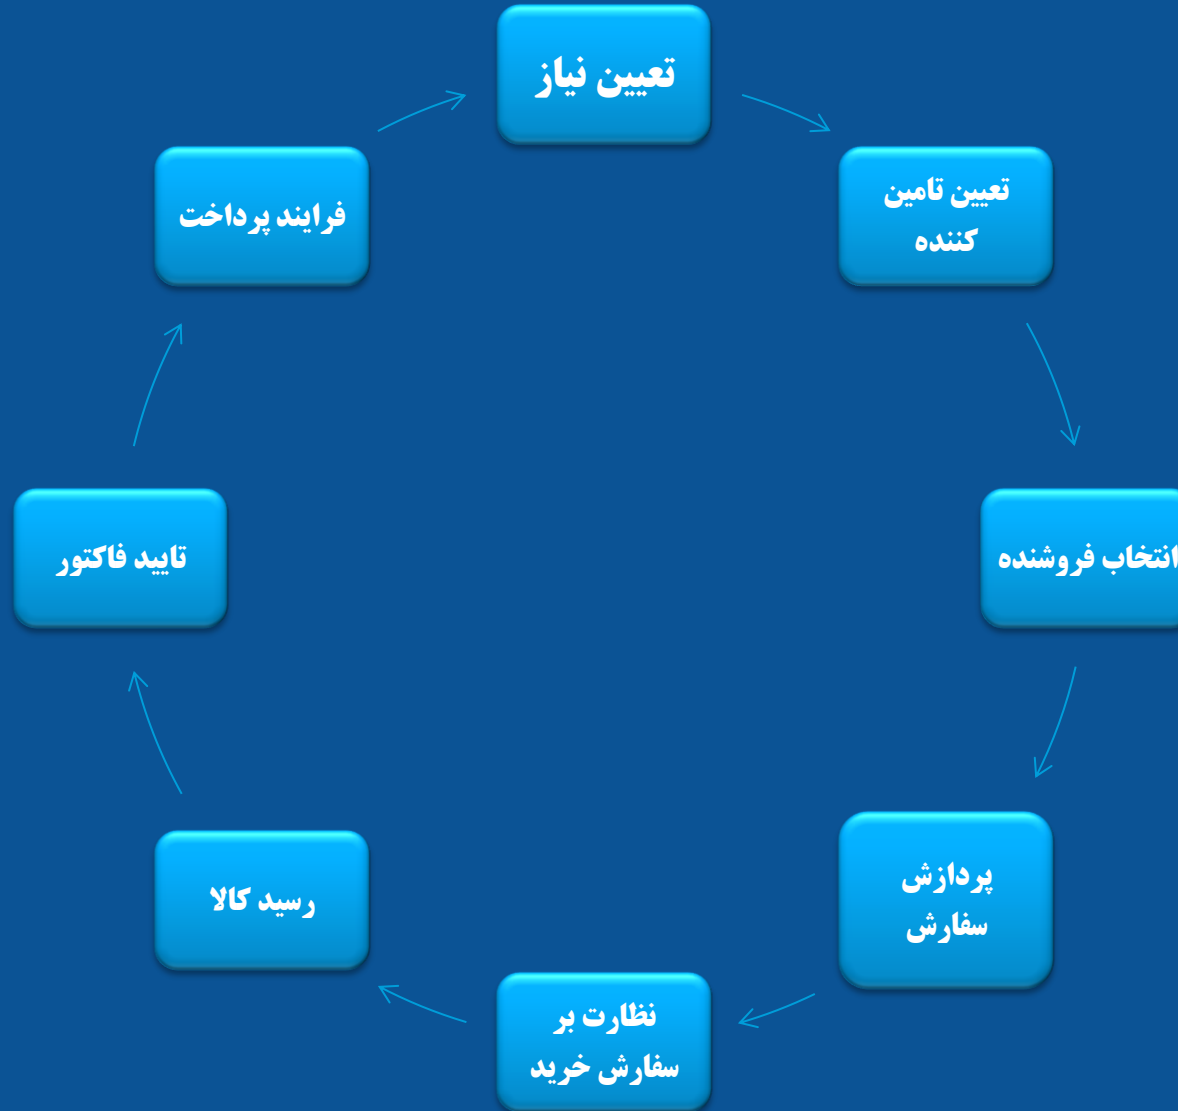 تعیین نیاز
تعیین تامین
کننده
انتخاب فروشنده
پردازش
سفارش
نظارت بر
سفارش خرید
رسید کالا
تایید فاکتور
فرایند پرداخت